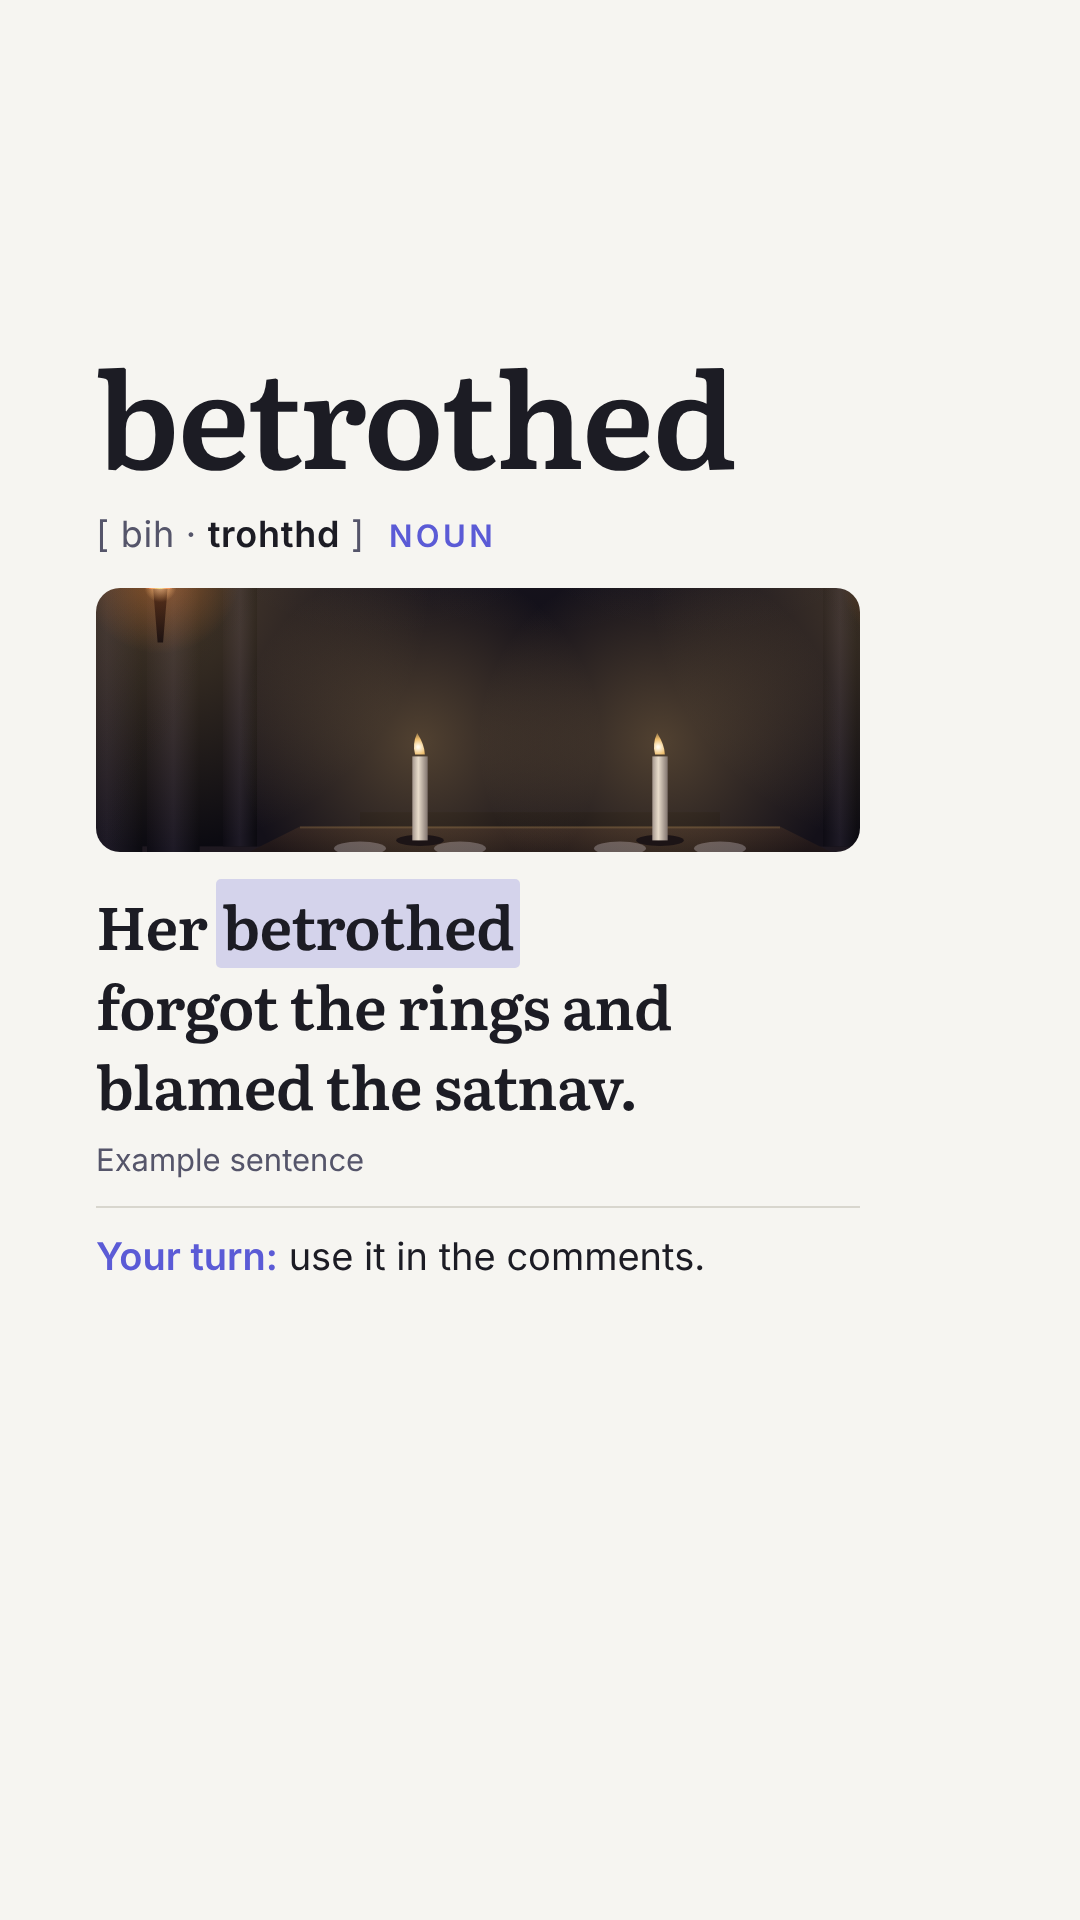 betrothed
[ bih · trohthd ] NOUN
Her betrothed
forgot the rings and
blamed the satnav.
Example sentence
Your turn: use it in the comments.